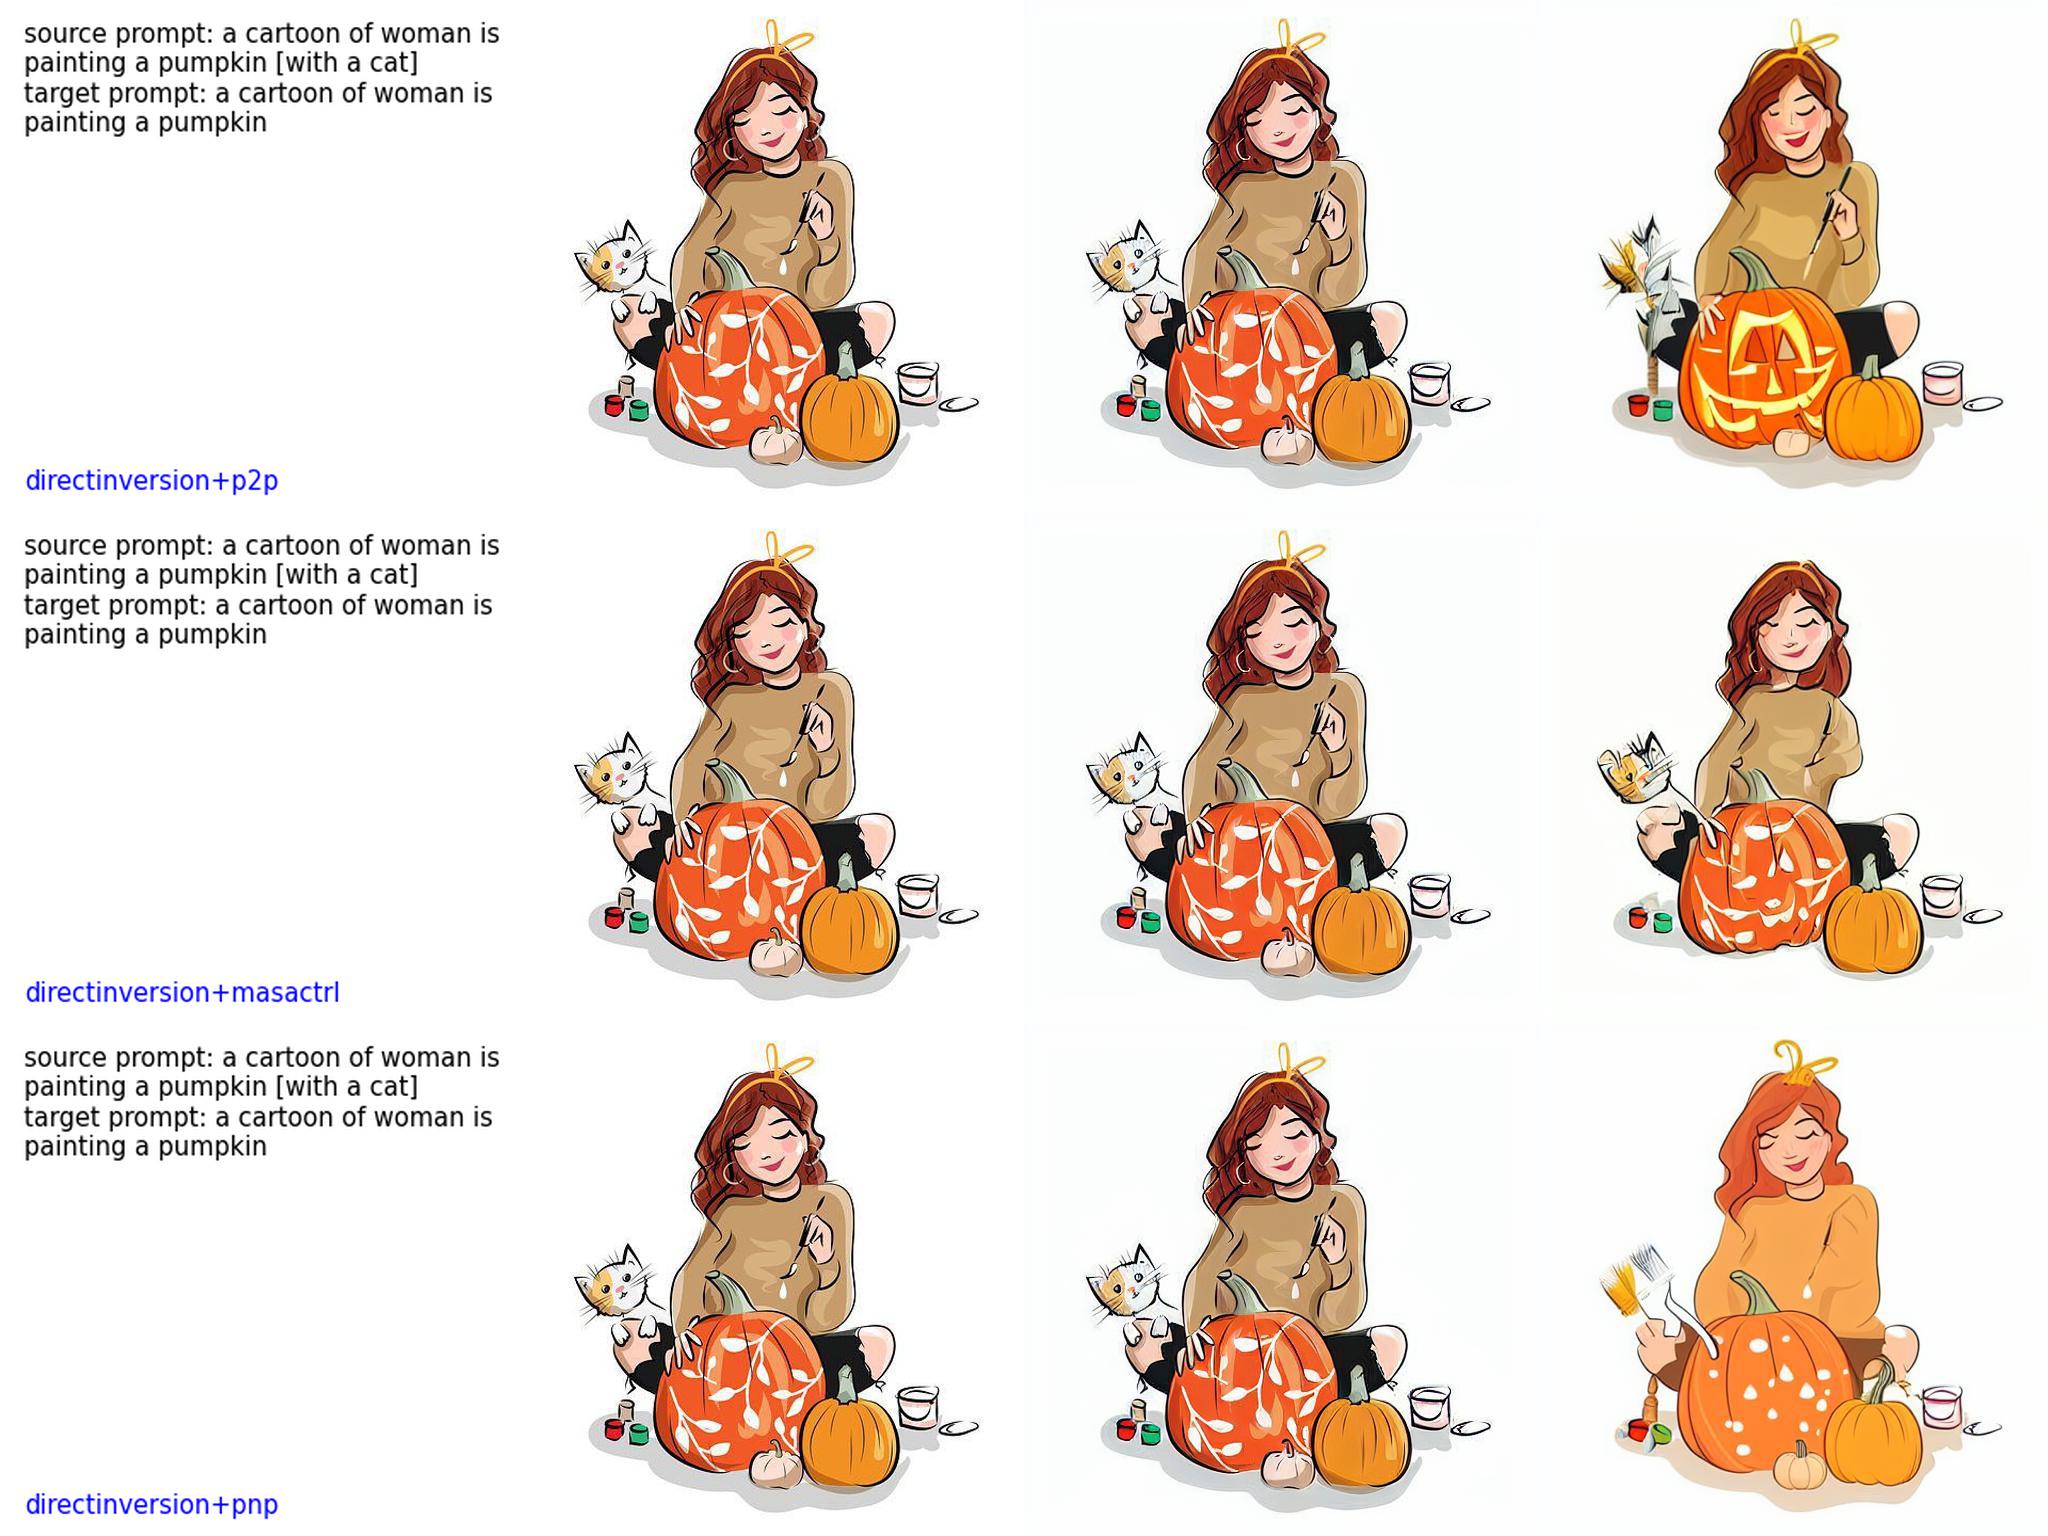 source prompt: a cartoon of woman is
painting a pumpkin [with a cat]
target prompt: a cartoon of woman is
painting a pumpkin
directinversion+p2p
source prompt: a cartoon of woman is
painting a pumpkin [with a cat]
target prompt: a cartoon of woman is
painting a pumpkin
directinversion+masactrl
source prompt: a cartoon of woman is
painting a pumpkin [with a cat]
target prompt: a cartoon of woman is
painting a pumpkin
directinversion+pnp